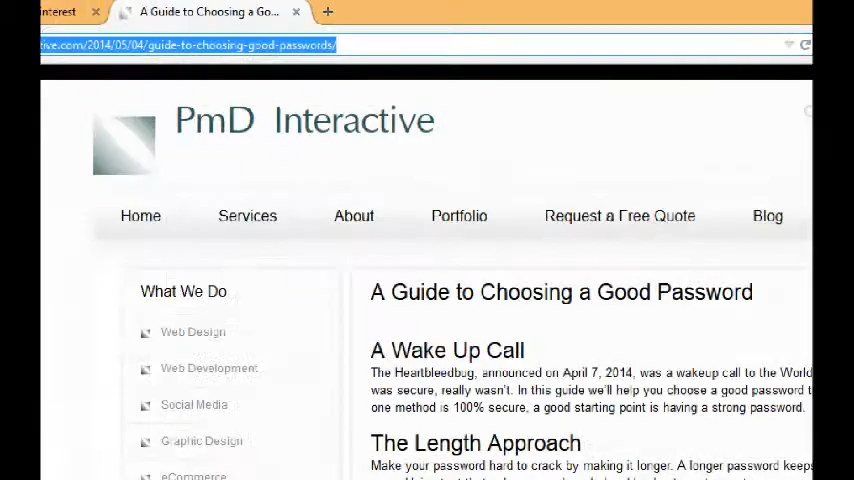 interest
A Guide to Choosing a Go...
ive.com/2014/05/04/guide-to-choosing-good-passwords/
PmD Interactive
Home Services About Portfolio Request a Free Quote Blog
What We Do
Web Design
Web Development
Social Media
Graphic Design
eCommerce
A Guide to Choosing a Good Password
A Wake Up Call
The Heartbleedbug, announced on April 7, 2014, was a wakeup call to the World
was secure, really wasn't. In this guide we'll help you choose a good password
one method is 100% secure, a good starting point is having a strong password.
The Length Approach
Make your password hard to crack by making it longer. A longer password keeps